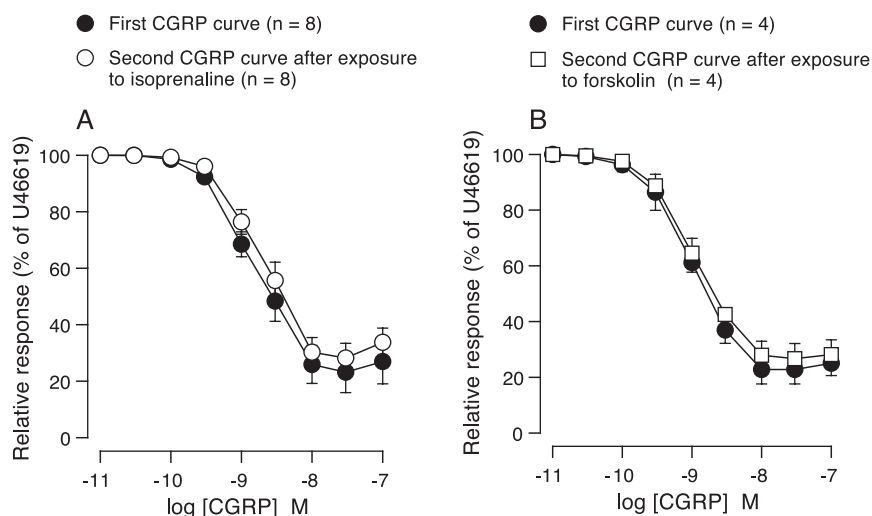 First CGRP curve (n = 8)
Second CGRP curve after exposure
to isoprenaline (n = 8)
First CGRP curve (n = 4)
Second CGRP curve after exposure
to forskolin (n = 4)
A
Relative response (% of U46619)
100
80
60
40
20
0
-11
-10
-9
-8
-7
log [CGRP] M
B
Relative response (% of U46619)
100
80
60
40
20
0
-11
-10
-9
-8
-7
log [CGRP] M